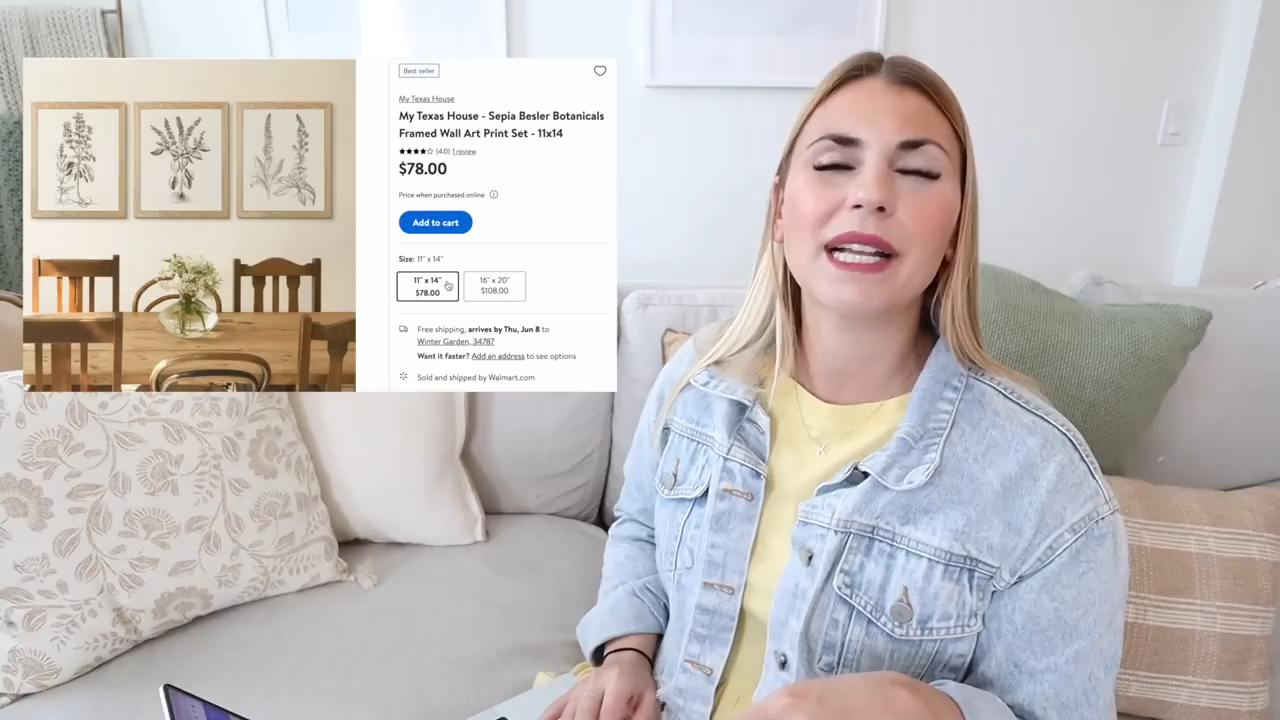 Best seller
My Texas House
My Texas House - Sepia Besler Botanicals
Framed Wall Art Print Set - 11x14
(4.0) 1 review
$78.00
Price when purchased online
Add to cart
Size: 11" x 14"
11" x 14"
$78.00
16" x 20"
$108.00
Free shipping, arrives by Thu, Jun 8 to
Winter Garden, 34787
Want it faster? Add an address to see options
Sold and shipped by Walmart.com
K